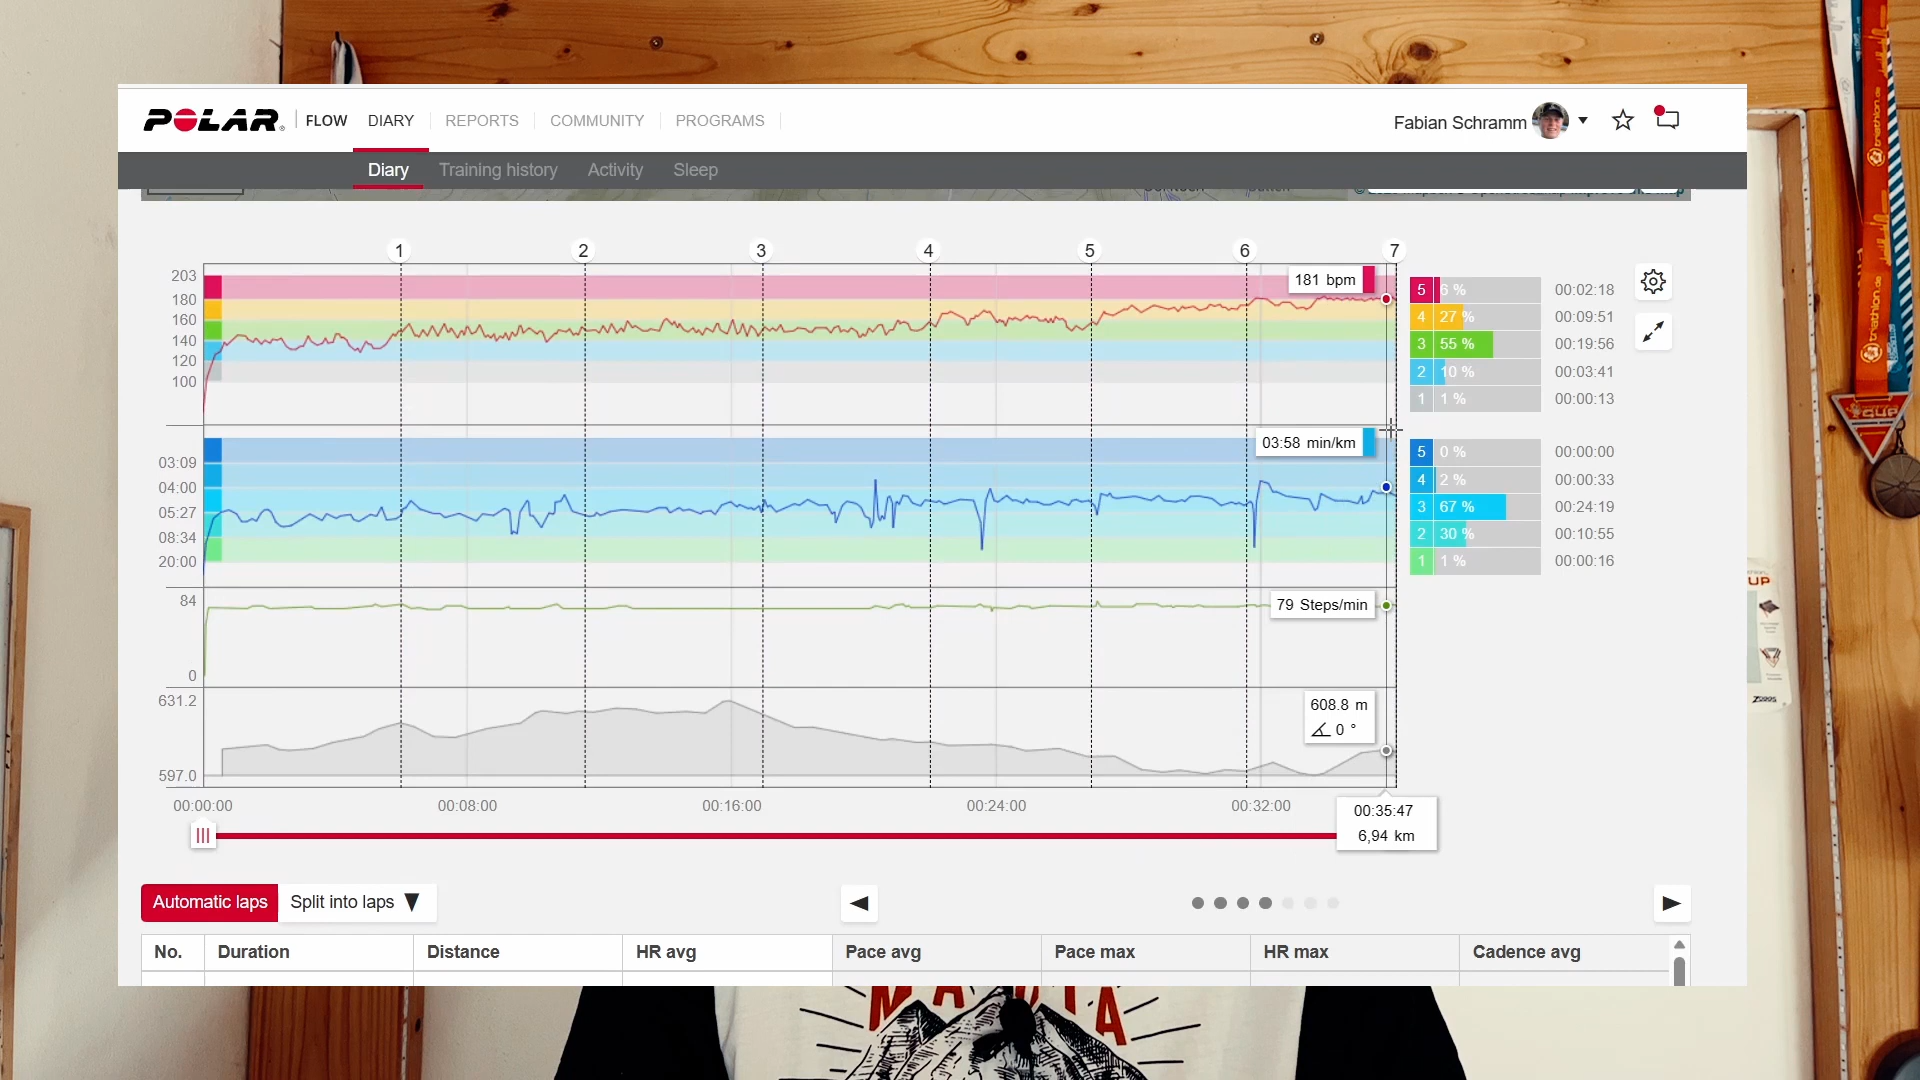 POLAR
FLOW
DIARY
REPORTS
COMMUNITY
PROGRAMS
Fabian Schramm
Diary
Training history
Activity
Sleep
1 2 3 4 5 6 7
203
180
160
140
120
100
181 bpm
5 6 % 00:02:18
4 27 % 00:09:51
3 55 % 00:19:56
2 10 % 00:03:41
1 1 % 00:00:13
03:09
04:00
05:27
08:34
20:00
03:58 min/km
5 0 % 00:00:00
4 2 % 00:00:33
3 67 % 00:24:19
2 30 % 00:10:55
1 1 % 00:00:16
84
0
79 Steps/min
631.2
597.0
608.8 m
0 °
00:00:00 00:08:00 00:16:00 00:24:00 00:32:00
00:35:47
6,94 km
Automatic laps
Split into laps
No. Duration Distance HR avg Pace avg Pace max HR max Cadence avg
triathlon.de
triathlon.de
CUP
UP
ZOGGS